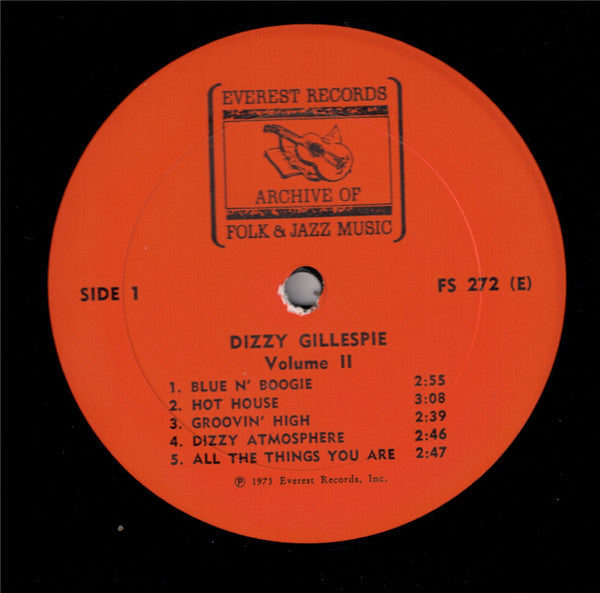 EVEREST RECORDS
ARCHIVE OF
FOLK & JAZZ MUSIC
SIDE 1
FS 272 (E)
DIZZY GILLESPIE
Volume II
1. BLUE N' BOOGIE 2:55
2. HOT HOUSE 3:08
3. GROOVIN' HIGH 2:39
4. DIZZY ATMOSPHERE 2:46
5. ALL THE THINGS YOU ARE 2:47
℗ 1973 Everest Records, Inc.